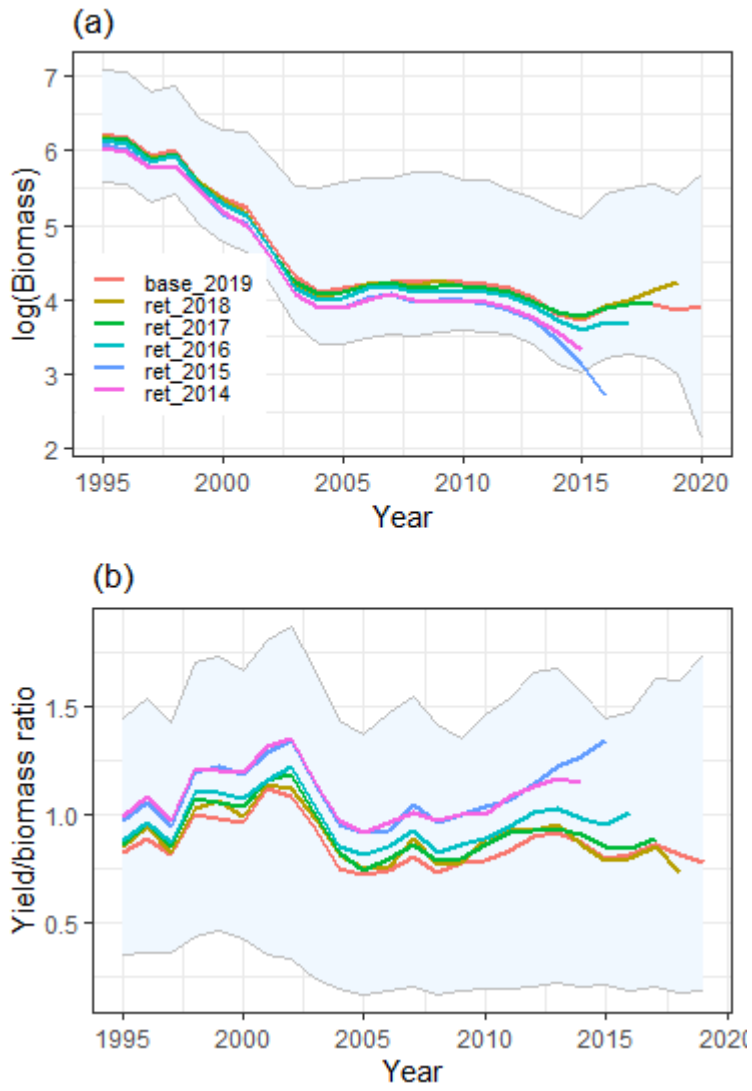 (a)
log(Biomass)
7
6
5
4
3
2
base_2019
ret_2018
ret_2017
ret_2016
ret_2015
ret_2014
1995
2000
2005
2010
2015
2020
Year
(b)
Yield/biomass ratio
1.5
1.0
0.5
1995
2000
2005
2010
2015
2020
Year